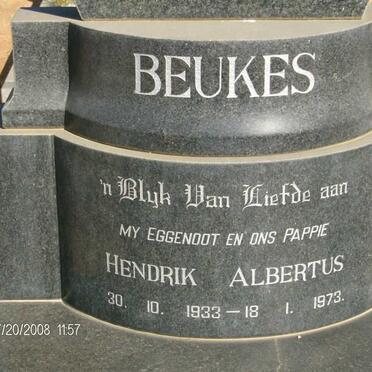 BEUKES
'n Blyk Van Liefde aan
MY EGGENOOT EN ONS PAPPIE
HENDRIK ALBERTUS
30. 10. 1933 — 18 1. 1973.
/20/2008 11:57